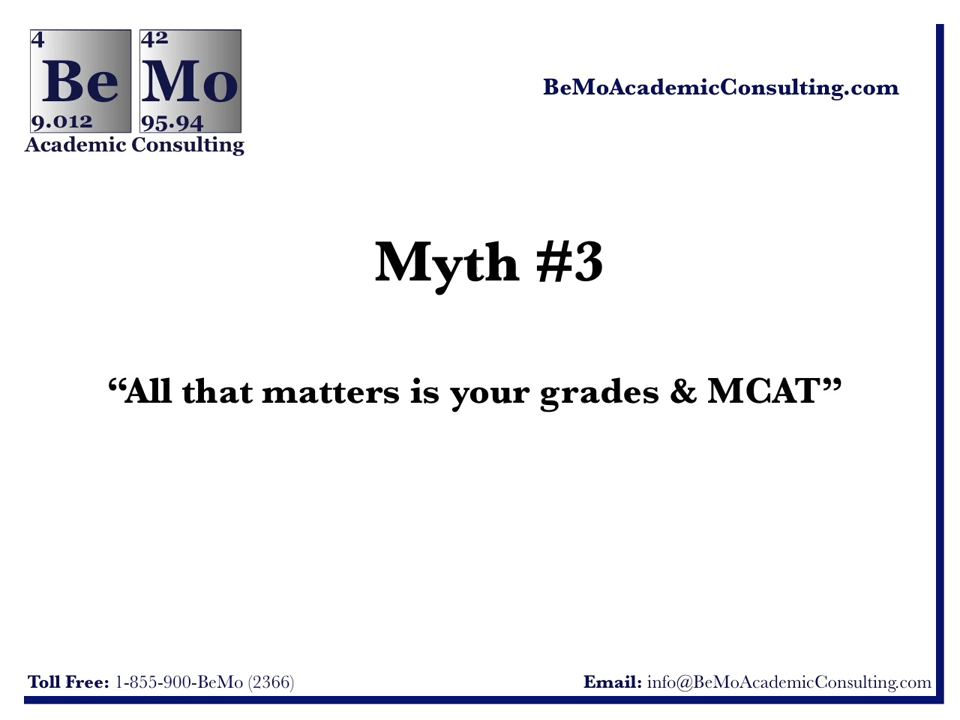 4 42
Be Mo
9.012 95.94
Academic Consulting
BeMoAcademicConsulting.com
Myth #3
“All that matters is your grades & MCAT”
Toll Free: 1-855-900-BeMo (2366)
Email: info@BeMoAcademicConsulting.com